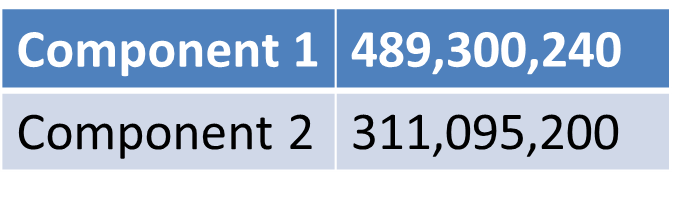 Component 1 489,300,240
Component 2 311,095,200